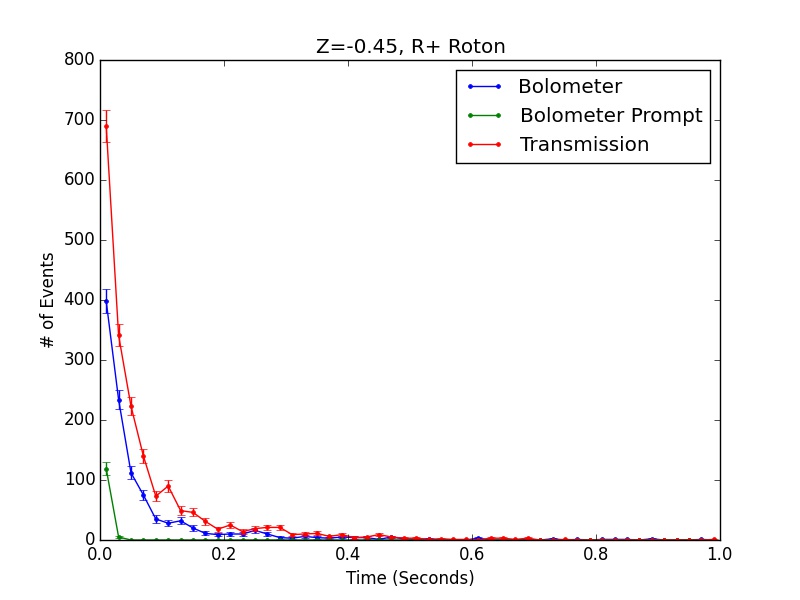 Z=-0.45, R+ Roton
800
700
600
500
400
300
200
100
0
# of Events
Bolometer
Bolometer Prompt
Transmission
0.0 0.2 0.4 0.6 0.8 1.0
Time (Seconds)